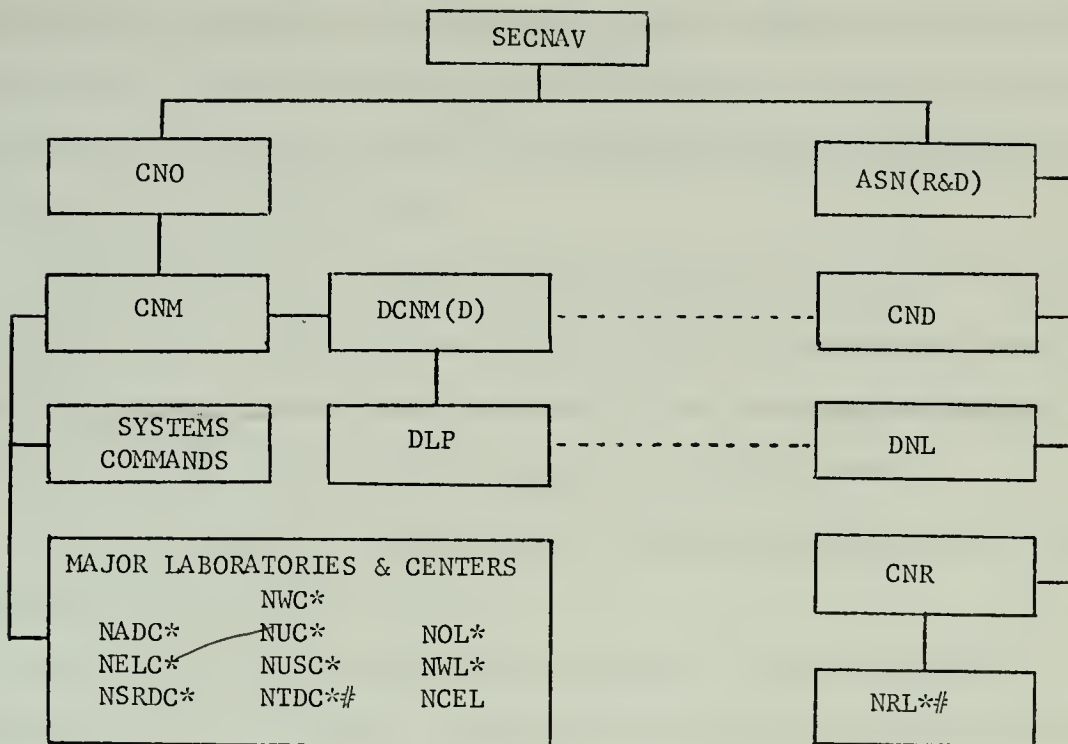 SECNAV
CNO
ASN(R&D)
CNM
DCNM(D)
CND
SYSTEMS
COMMANDS
DLP
DNL
MAJOR LABORATORIES & CENTERS
NWC*
NADC* NUC* NOL*
NELC* NUSC* NWL*
NSRDC* NTDC*# NCEL
CNR
NRL*#